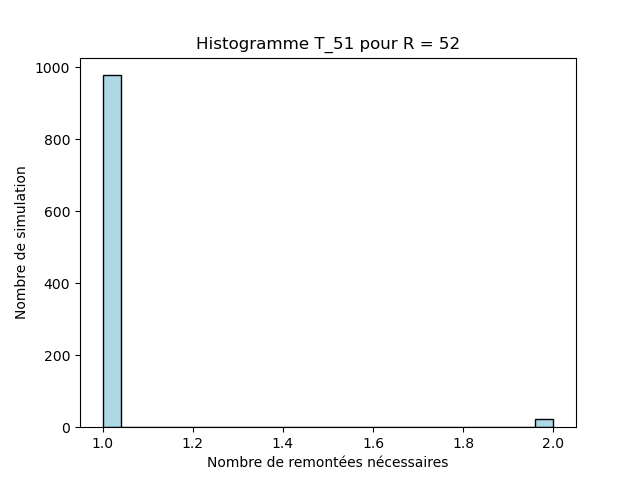 Histogramme T_51 pour R = 52
Nombre de simulation
1000
800
600
400
200
0
1.0 1.2 1.4 1.6 1.8 2.0
Nombre de remontées nécessaires